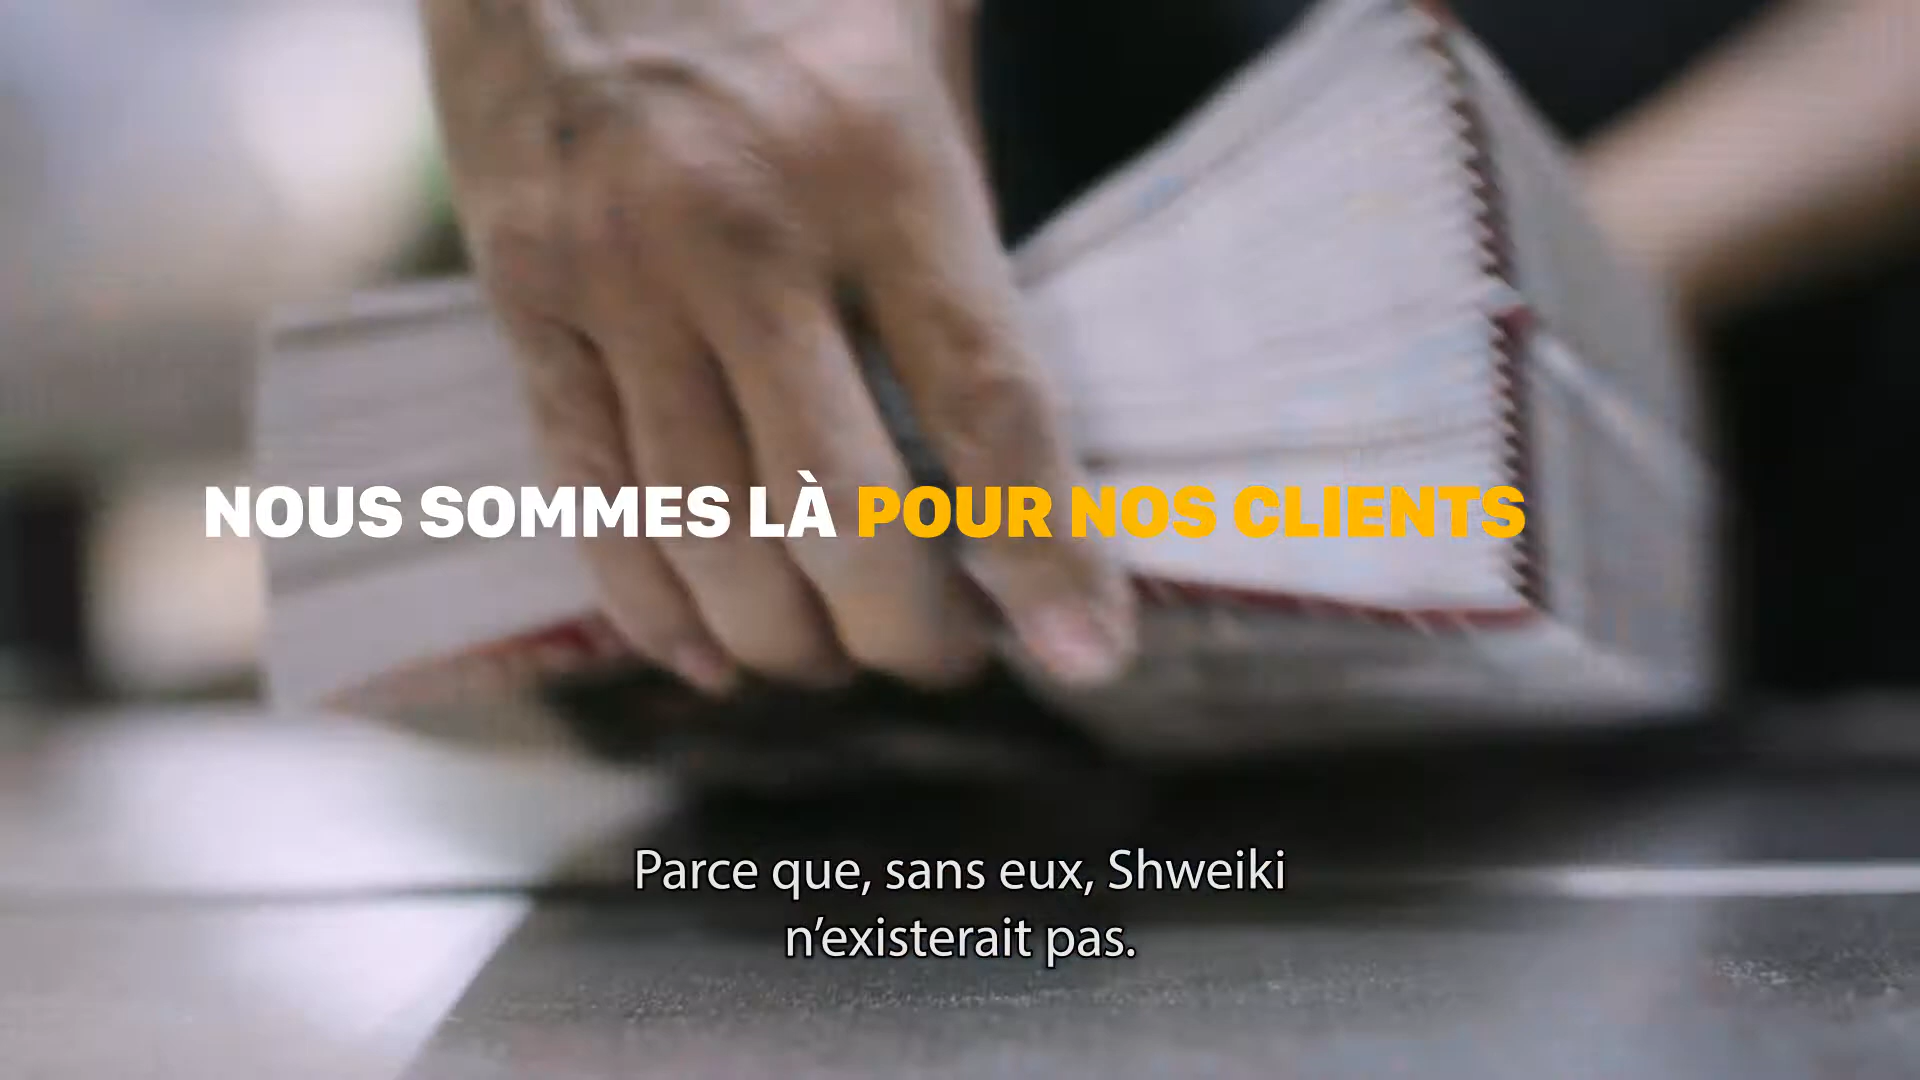 NOUS SOMMES LÀ POUR NOS CLIENTS
Parce que, sans eux, Shweiki
n’existerait pas.